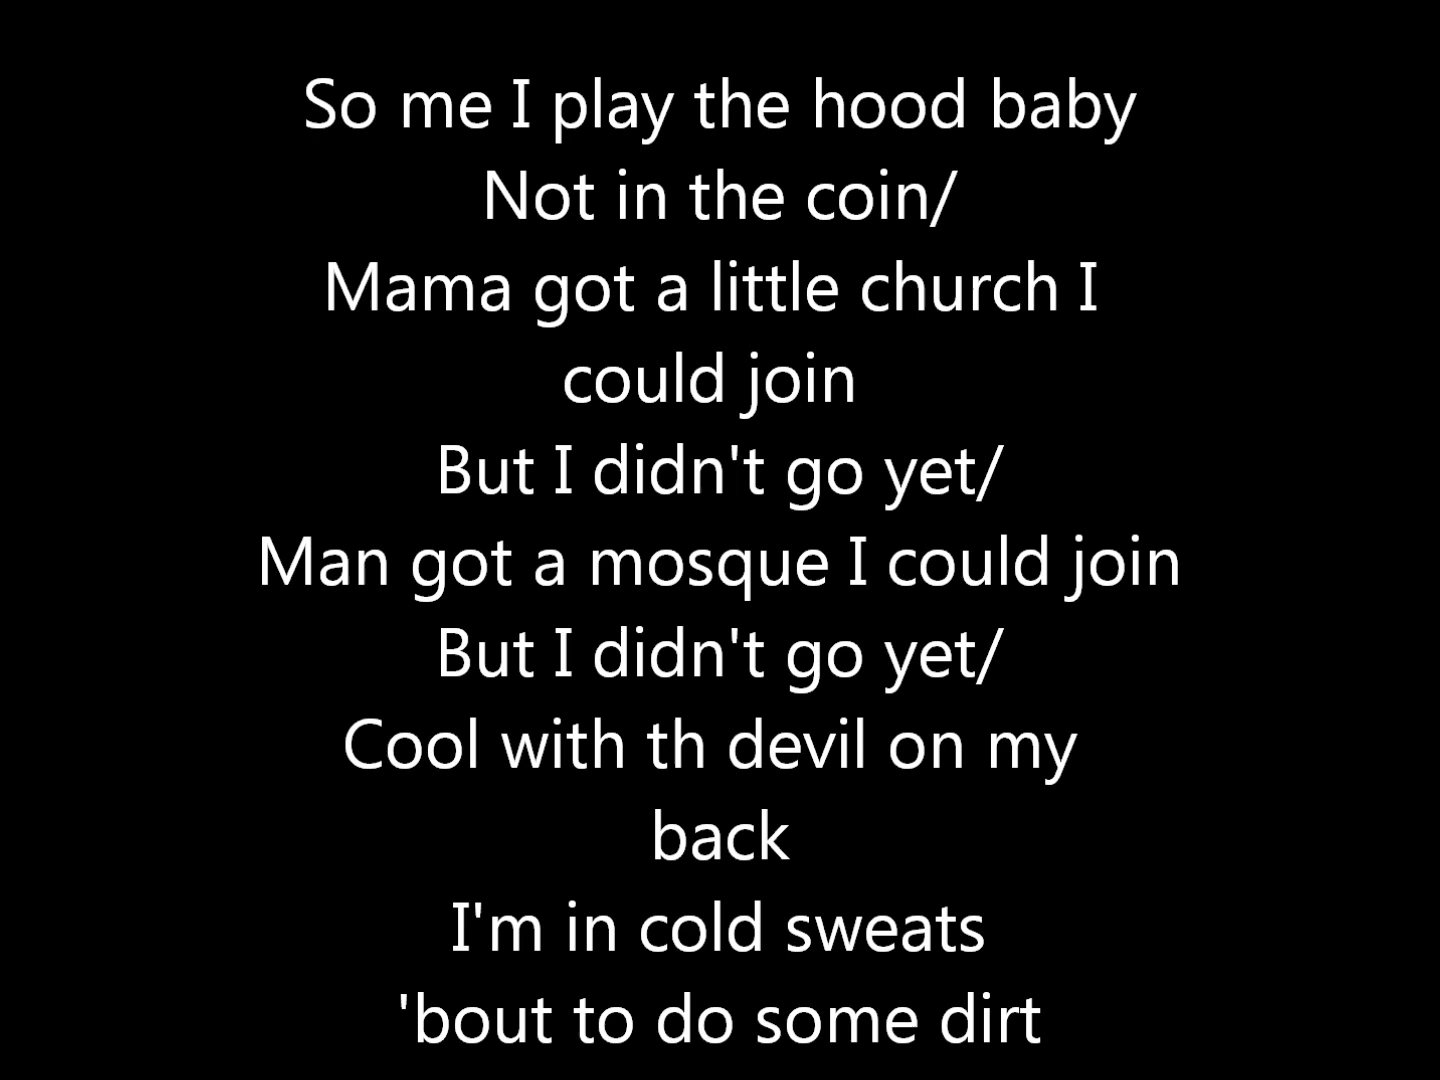 So me I play the hood baby
Not in the coin/
Mama got a little church I
could join
But I didn't go yet/
Man got a mosque I could join
But I didn't go yet/
Cool with th devil on my
back
I'm in cold sweats
'bout to do some dirt